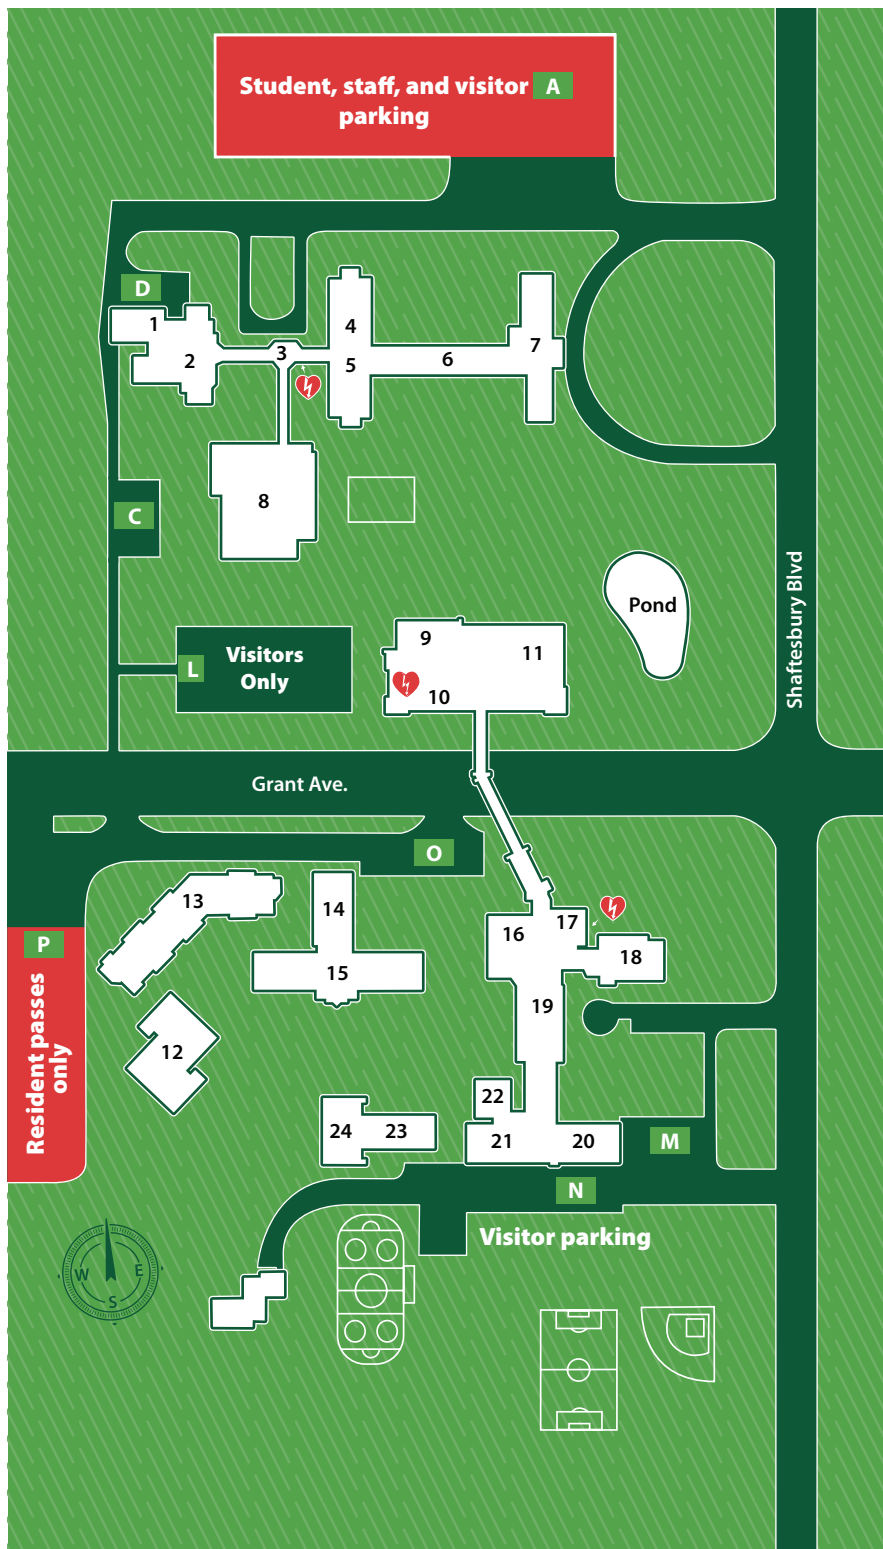 Student, staff, and visitor A
parking
D
1
2
3
4
5
6
7
8
C
Pond
Shaftesbury Blvd
9
11
10
L
Visitors
Only
Grant Ave.
O
13
14
15
16
17
18
P
Resident passes
only
12
19
22
24
23
21
20
M
N
Visitor parking
W
E
S